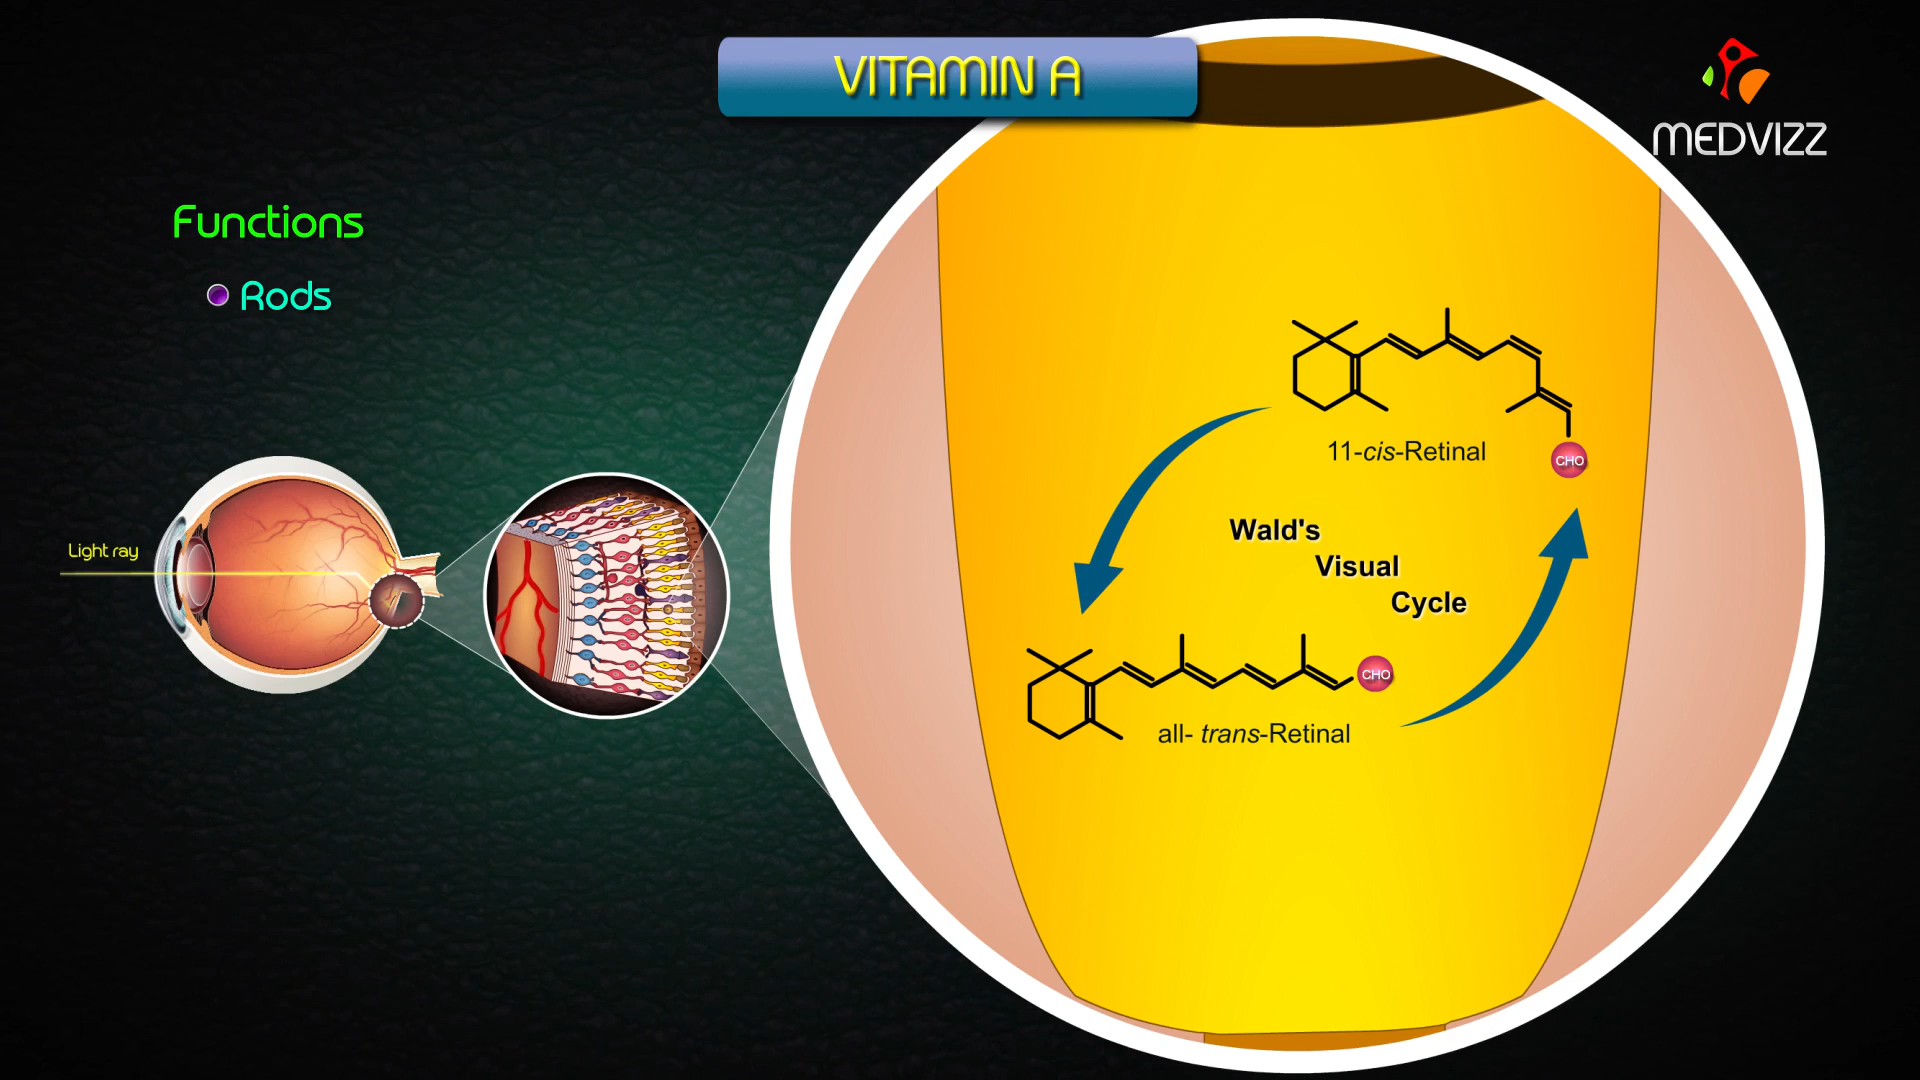 VITAMIN A
MEDVIZZ
Functions
Rods
Light ray
11-cis-Retinal
CHO
Wald's
Visual
Cycle
CHO
all- trans-Retinal